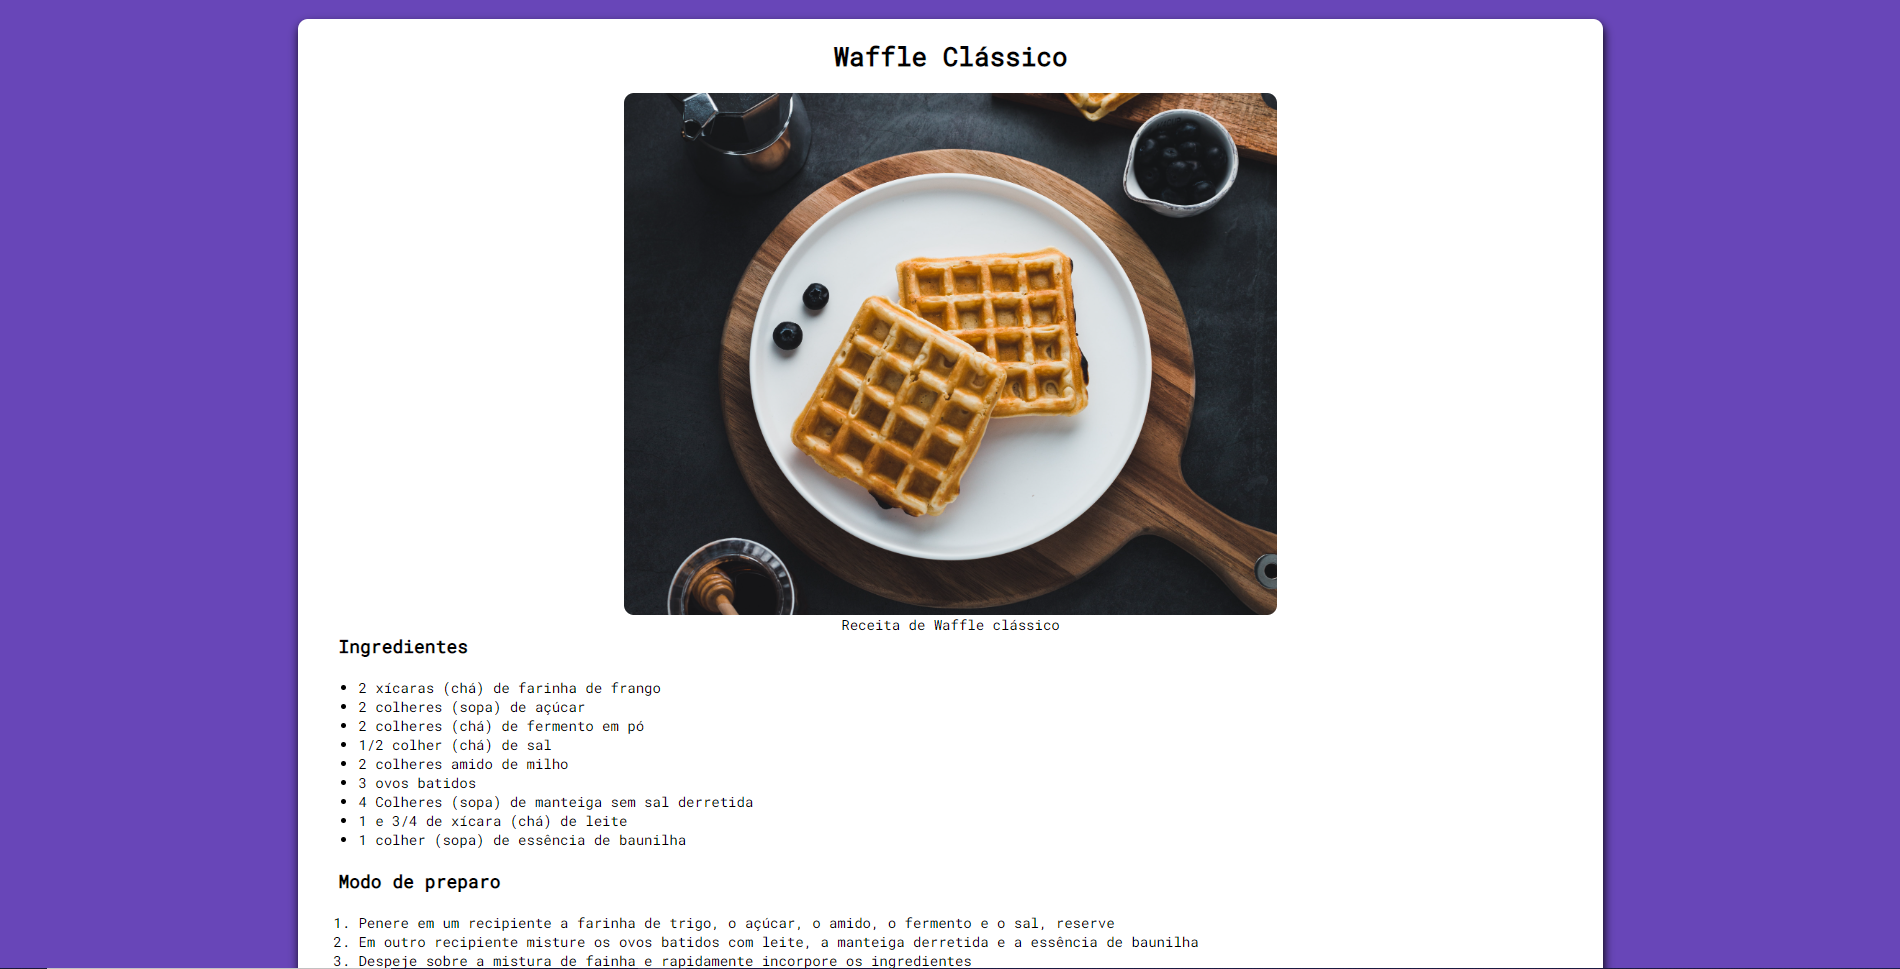 Waffle Clássico
Receita de Waffle clássico
Ingredientes
• 2 xícaras (chá) de farinha de frango
• 2 colheres (sopa) de açúcar
• 2 colheres (chá) de fermento em pó
• 1/2 colher (chá) de sal
• 2 colheres amido de milho
• 3 ovos batidos
• 4 Colheres (sopa) de manteiga sem sal derretida
• 1 e 3/4 de xícara (chá) de leite
• 1 colher (sopa) de essência de baunilha
Modo de preparo
1. Penere em um recipiente a farinha de trigo, o açúcar, o amido, o fermento e o sal, reserve
2. Em outro recipiente misture os ovos batidos com leite, a manteiga derretida e a essência de baunilha
3. Despeje sobre a mistura de fainha e rapidamente incorpore os ingredientes